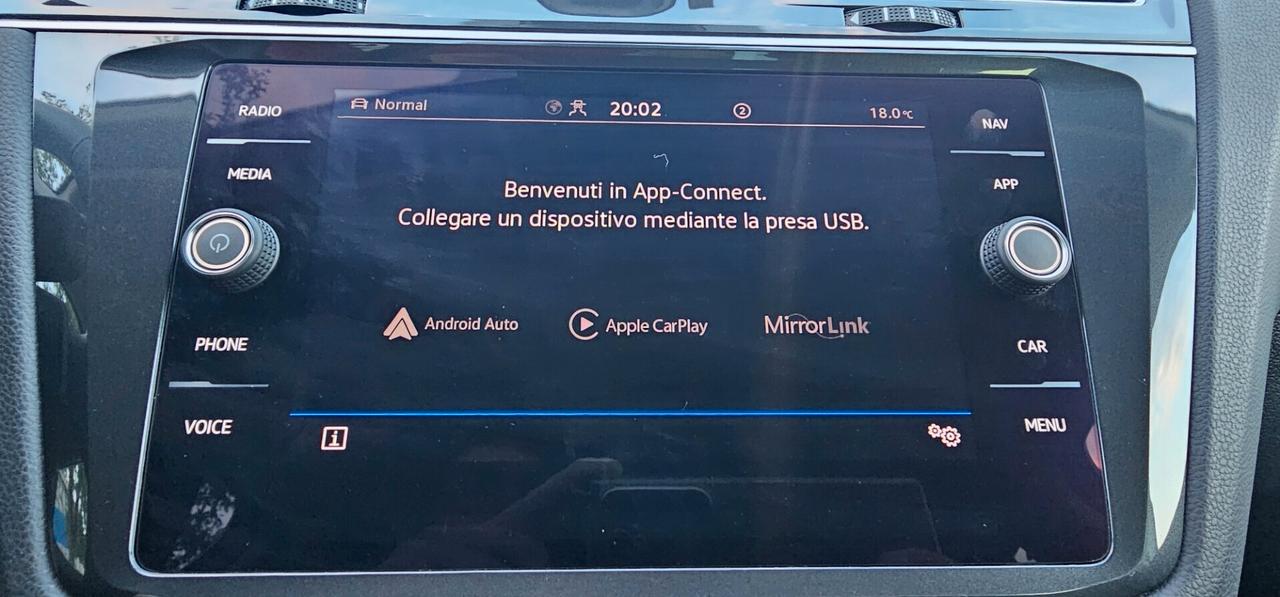 RADIO
MEDIA
PHONE
VOICE
Normal 20:02 2 18.0°C
Benvenuti in App-Connect.
Collegare un dispositivo mediante la presa USB.
Android Auto Apple CarPlay MirrorLink
i
NAV
APP
CAR
MENU